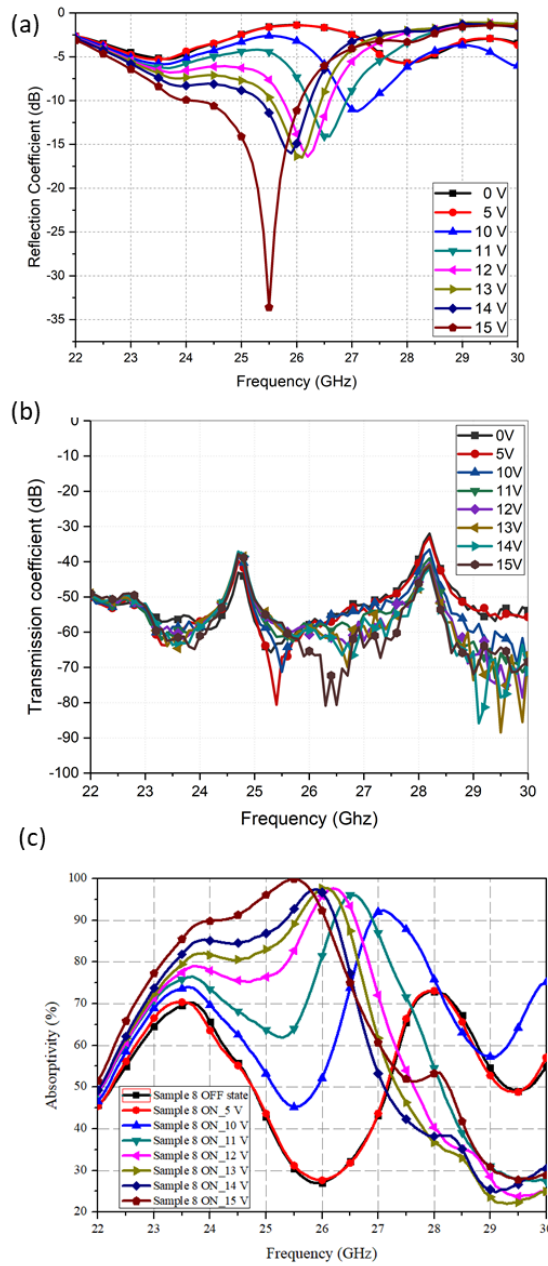 (a)
0
-5
-10
-15
-20
-25
-30
-35
Reflection Coefficient (dB)
0 V
5 V
10 V
11 V
12 V
13 V
14 V
15 V
22 23 24 25 26 27 28 29 30
Frequency (GHz)
(b)
0
-10
-20
-30
-40
-50
-60
-70
-80
-90
-100
Transmission coefficient (dB)
0V
5V
10V
11V
12V
13V
14V
15V
22 23 24 25 26 27 28 29 30
Frequency (Ghz)
(c)
100
90
80
70
60
50
40
30
20
Absorptivity (%)
Sample 8 OFF state
Sample 8 ON_5 V
Sample 8 ON_10 V
Sample 8 ON_11 V
Sample 8 ON_12 V
Sample 8 ON_13 V
Sample 8 ON_14 V
Sample 8 ON_15 V
22 23 24 25 26 27 28 29 30
Frequency (GHz)